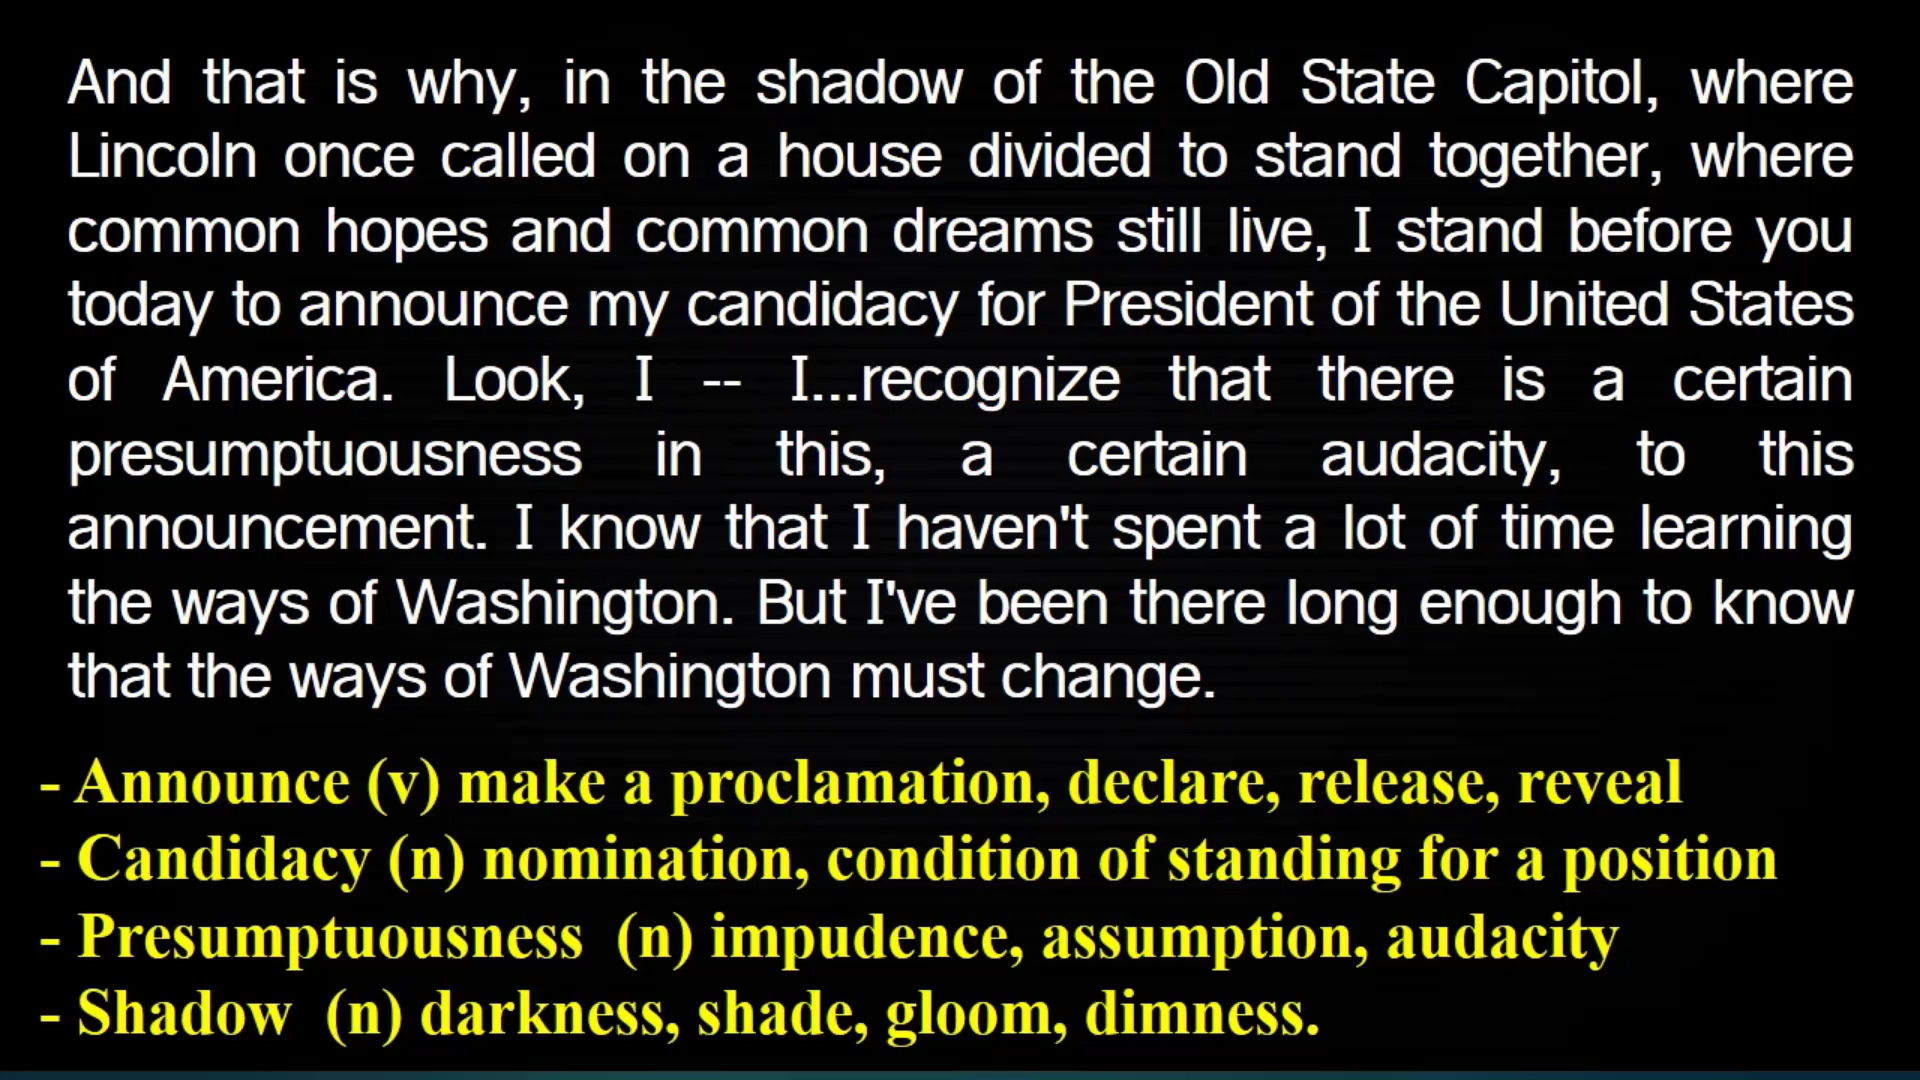 And that is why, in the shadow of the Old State Capitol, where
Lincoln once called on a house divided to stand together, where
common hopes and common dreams still live, I stand before you
today to announce my candidacy for President of the United States
of America. Look, I -- I...recognize that there is a certain
presumptuousness in this, a certain audacity, to this
announcement. I know that I haven't spent a lot of time learning
the ways of Washington. But I've been there long enough to know
that the ways of Washington must change.
- Announce (v) make a proclamation, declare, release, reveal
- Candidacy (n) nomination, condition of standing for a position
- Presumptuousness (n) impudence, assumption, audacity
- Shadow (n) darkness, shade, gloom, dimness.